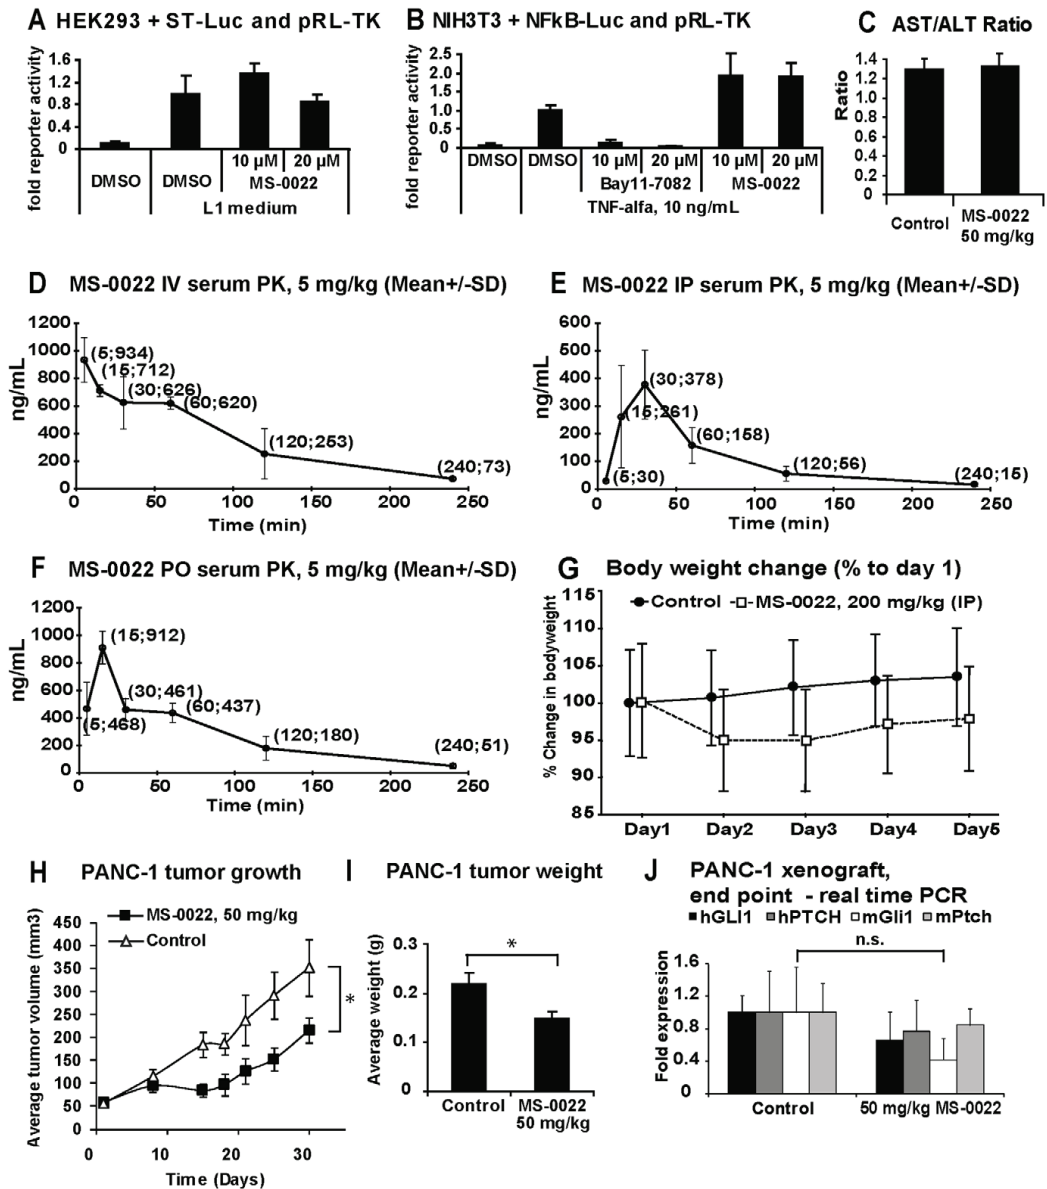 A HEK293 + ST-Luc and pRL-TK
fold reporter activity
1.6
1.2
0.8
0.4
0
DMSO
DMSO
10 µM
20 µM
MS-0022
L1 medium
B NIH3T3 + NFkB-Luc and pRL-TK
fold reporter activity
2.5
2.0
1.5
1.0
0.5
0
DMSO
DMSO
10 µM
20 µM
10 µM
20 µM
Bay11-7082
MS-0022
TNF-alfa, 10 ng/mL
C AST/ALT Ratio
Ratio
1.4
1.2
1.0
0.8
0.6
0.4
0.2
0
Control
MS-0022
50 mg/kg
D MS-0022 IV serum PK, 5 mg/kg (Mean+/-SD)
ng/mL
1200
1000
800
600
400
200
0
(5;934)
(15;712)
(30;626)
(60;620)
(120;253)
(240;73)
0 50 100 150 200 250
Time (min)
E MS-0022 IP serum PK, 5 mg/kg (Mean+/-SD)
ng/mL
600
500
400
300
200
100
0
(30;378)
(15;261)
(60;158)
(5;30)
(120;56)
(240;15)
0 50 100 150 200 250
Time (min)
F MS-0022 PO serum PK, 5 mg/kg (Mean+/-SD)
ng/mL
1200
1000
800
600
400
200
0
(15;912)
(30;461)
(60;437)
(5;468)
(120;180)
(240;51)
0 50 100 150 200 250
Time (min)
G Body weight change (% to day 1)
% Change in bodyweight
115
110
105
100
95
90
85
Control
MS-0022, 200 mg/kg (IP)
Day1 Day2 Day3 Day4 Day5
H PANC-1 tumor growth
Average tumor volume (mm3)
450
400
350
300
250
200
150
100
50
0
MS-0022, 50 mg/kg
Control
*
0 10 20 30
Time (Days)
I PANC-1 tumor weight
Average weight (g)
0.3
0.2
0.1
0
*
Control
MS-0022
50 mg/kg
J PANC-1 xenograft,
end point - real time PCR
hGLI1 hPTCH mGli1 mPtch
n.s.
Fold expression
1.6
1.2
0.8
0.4
0
Control
50 mg/kg MS-0022